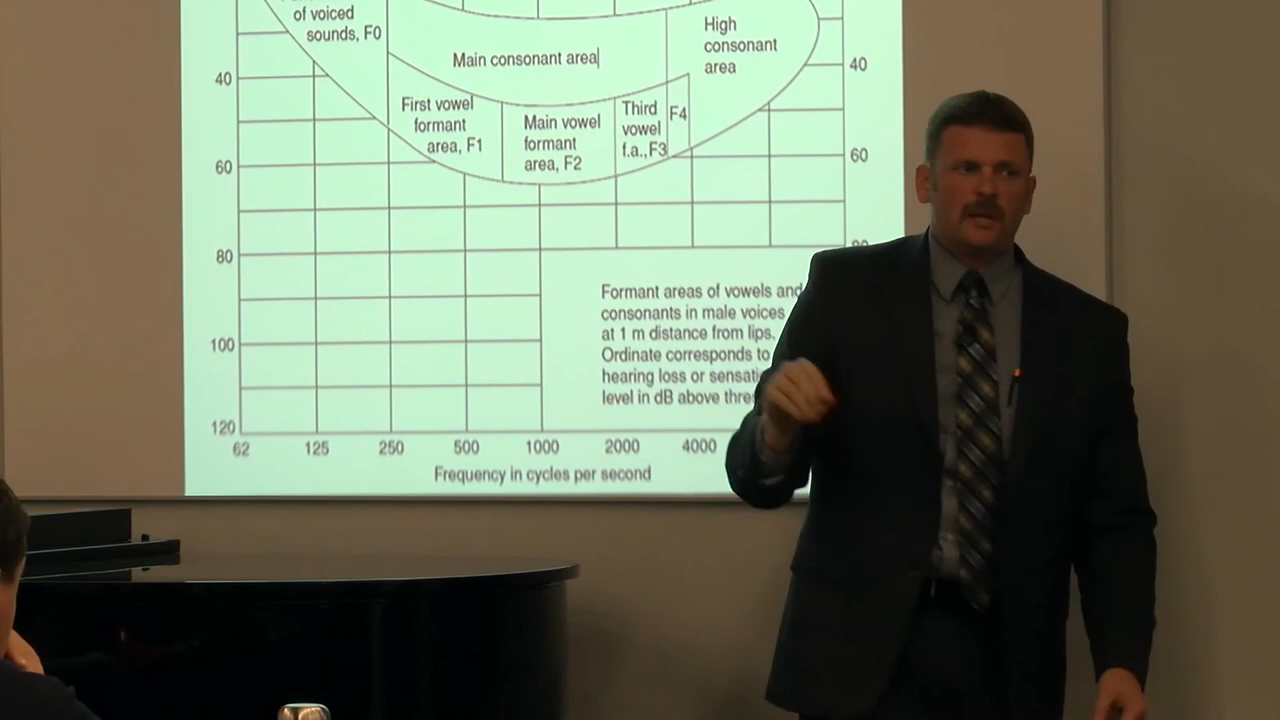 of voiced
sounds, F0
High
consonant
area
Main consonant area
40
40
First vowel
formant
area, F1
Main vowel
formant
area, F2
Third
vowel
f.a.,F3
F4
60
60
80
80
Formant areas of vowels and
consonants in male voices
at 1 m distance from lips.
Ordinate corresponds to
hearing loss or
level in dB above
100
120
62
125
250
500
1000
2000
4000
Frequency in cycles per second